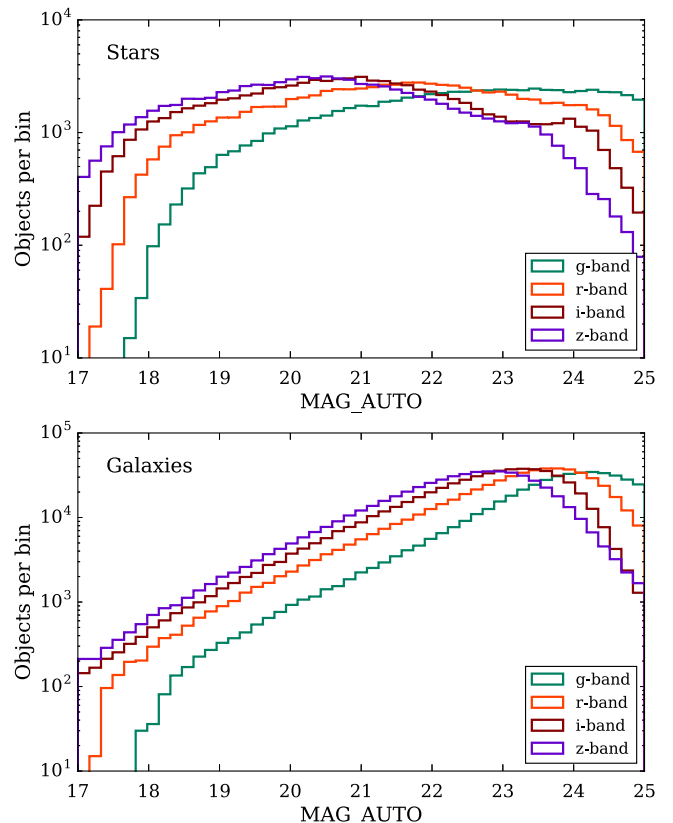 10^4
Stars
10^3
Objects per bin
10^2
g-band
r-band
i-band
z-band
10^1
17 18 19 20 21 22 23 24 25
MAG_AUTO
10^5
Galaxies
10^4
Objects per bin
10^3
10^2
g-band
r-band
i-band
z-band
10^1
17 18 19 20 21 22 23 24 25
MAG_AUTO